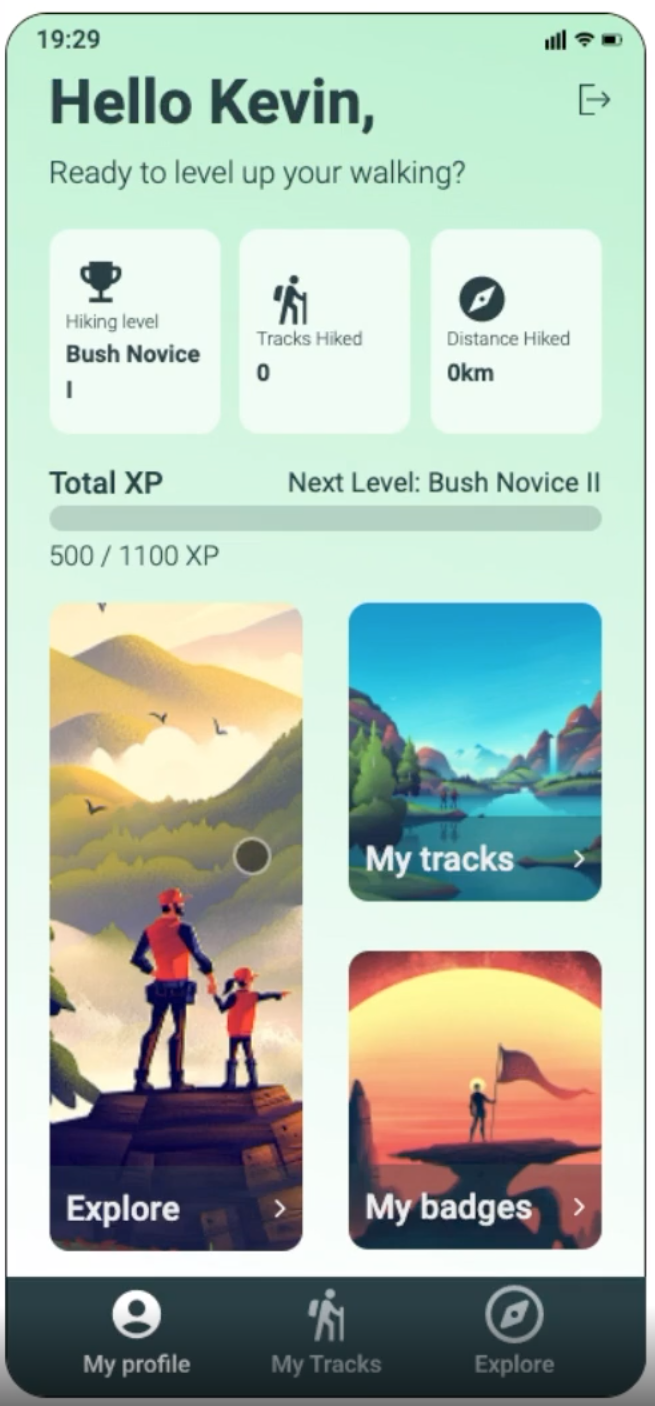 19:29
Hello Kevin,
Ready to level up your walking?
Hiking level
Bush Novice
I
Tracks Hiked
0
Distance Hiked
0km
Total XP
Next Level: Bush Novice II
500 / 1100 XP
Explore
My tracks
My badges
My profile
My Tracks
Explore